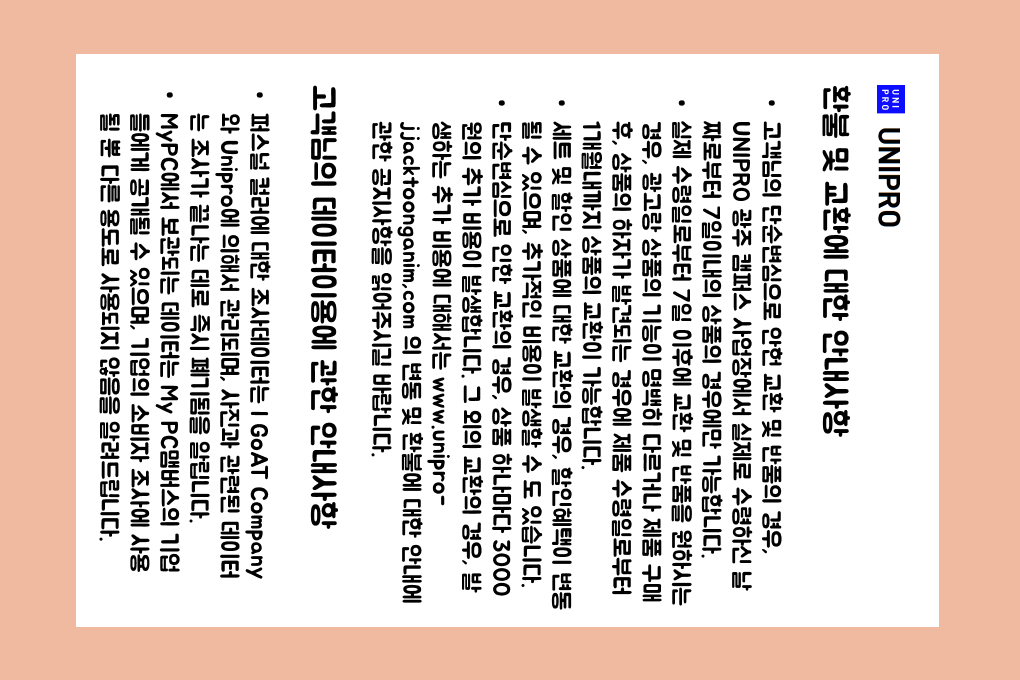 UNI
PRO
UNIPRO
환불 및 교환에 대한 안내사항
• 고객님의 단순변심으로 안현 교환 및 반품의 경우,
UNIPRO 광주 캠퍼스 사업장에서 실제로 수령하신 날
짜로부터 7일이내의 상품의 경우에만 가능합니다.
• 실제 수령일로부터 7일 이후에 교환 및 반품을 원하시는
경우, 광고랑 상품의 기능이 명백히 다르거나 제품 구매
후, 상품의 하자가 발견되는 경우에 제품 수령일로부터
1개월내까지 상품의 교환이 가능합니다.
• 세트 및 할인 상품에 대한 교환의 경우, 할인혜택이 변동
될 수 있으며, 추가적인 비용이 발생할 수 도 있습니다.
• 단순변심으로 인한 교환의 경우, 상품 하나마다 3000
원의 추가 비용이 발생합니다. 그 외의 교환의 경우, 발
생하는 추가 비용에 대해서는 www.unipro-
jjacktoonganim,com 의 변동 및 환불에 대한 안내에
관한 공지사항을 읽어주시길 바랍니다.
고객님의 데이터이용에 관한 안내사항
• 퍼스널 컬러에 대한 조사데이터는 I GoAT Company
와 Unipro에 의해서 관리되며, 사진과 관련된 데이터
는 조사가 끝나는 데로 즉시 폐기됨을 알립니다.
• MyPC에서 보관되는 데이터는 My PC맴버스의 기업
들에게 공개될 수 있으며, 기업의 소비자 조사에 사용
될 뿐 다른 용도로 사용되지 않음을 알려드립니다.